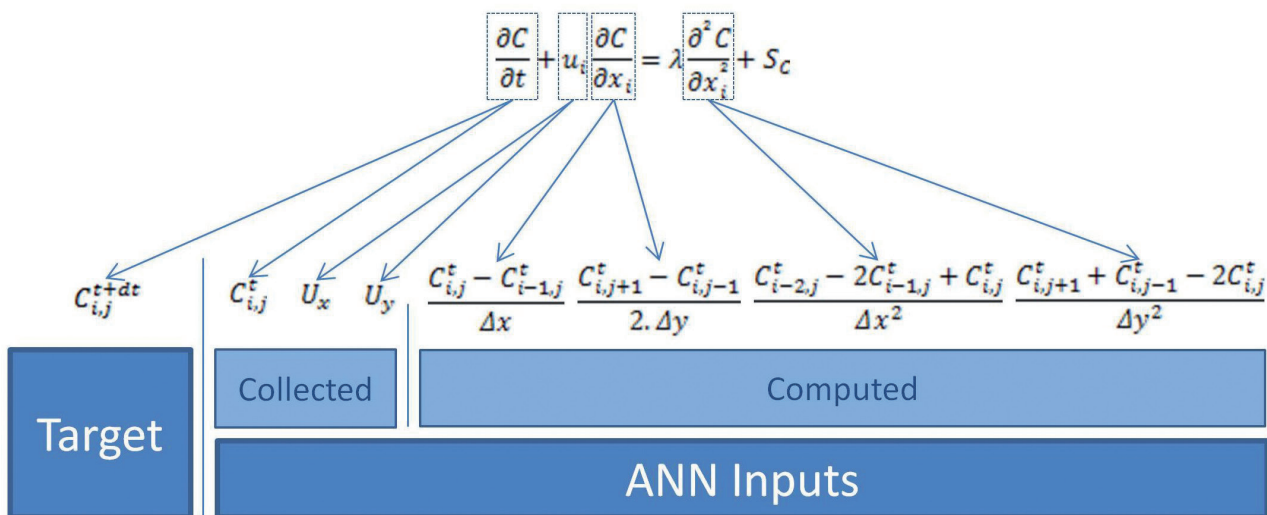 ∂C/∂t + u_i ∂C/∂x_i = λ ∂²C/∂x_i² + S_C
C_{i,j}^{t+dt} C_{i,j}^t U_x U_y (C_{i,j}^t − C_{i−1,j}^t)/Δx (C_{i,j+1}^t − C_{i,j−1}^t)/2.Δy (C_{i−2,j}^t − 2C_{i−1,j}^t + C_{i,j}^t)/Δx² (C_{i,j+1}^t + C_{i,j−1}^t − 2C_{i,j}^t)/Δy²
Collected
Computed
Target
ANN Inputs